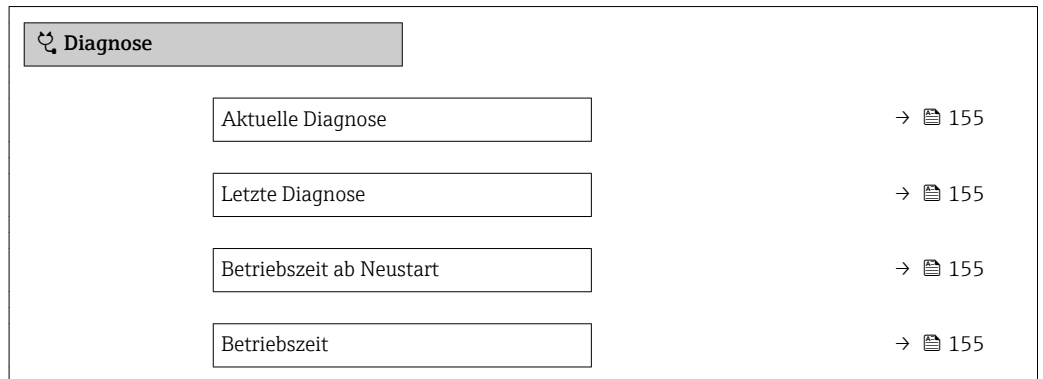 Diagnose
Aktuelle Diagnose → 155
Letzte Diagnose → 155
Betriebszeit ab Neustart → 155
Betriebszeit → 155